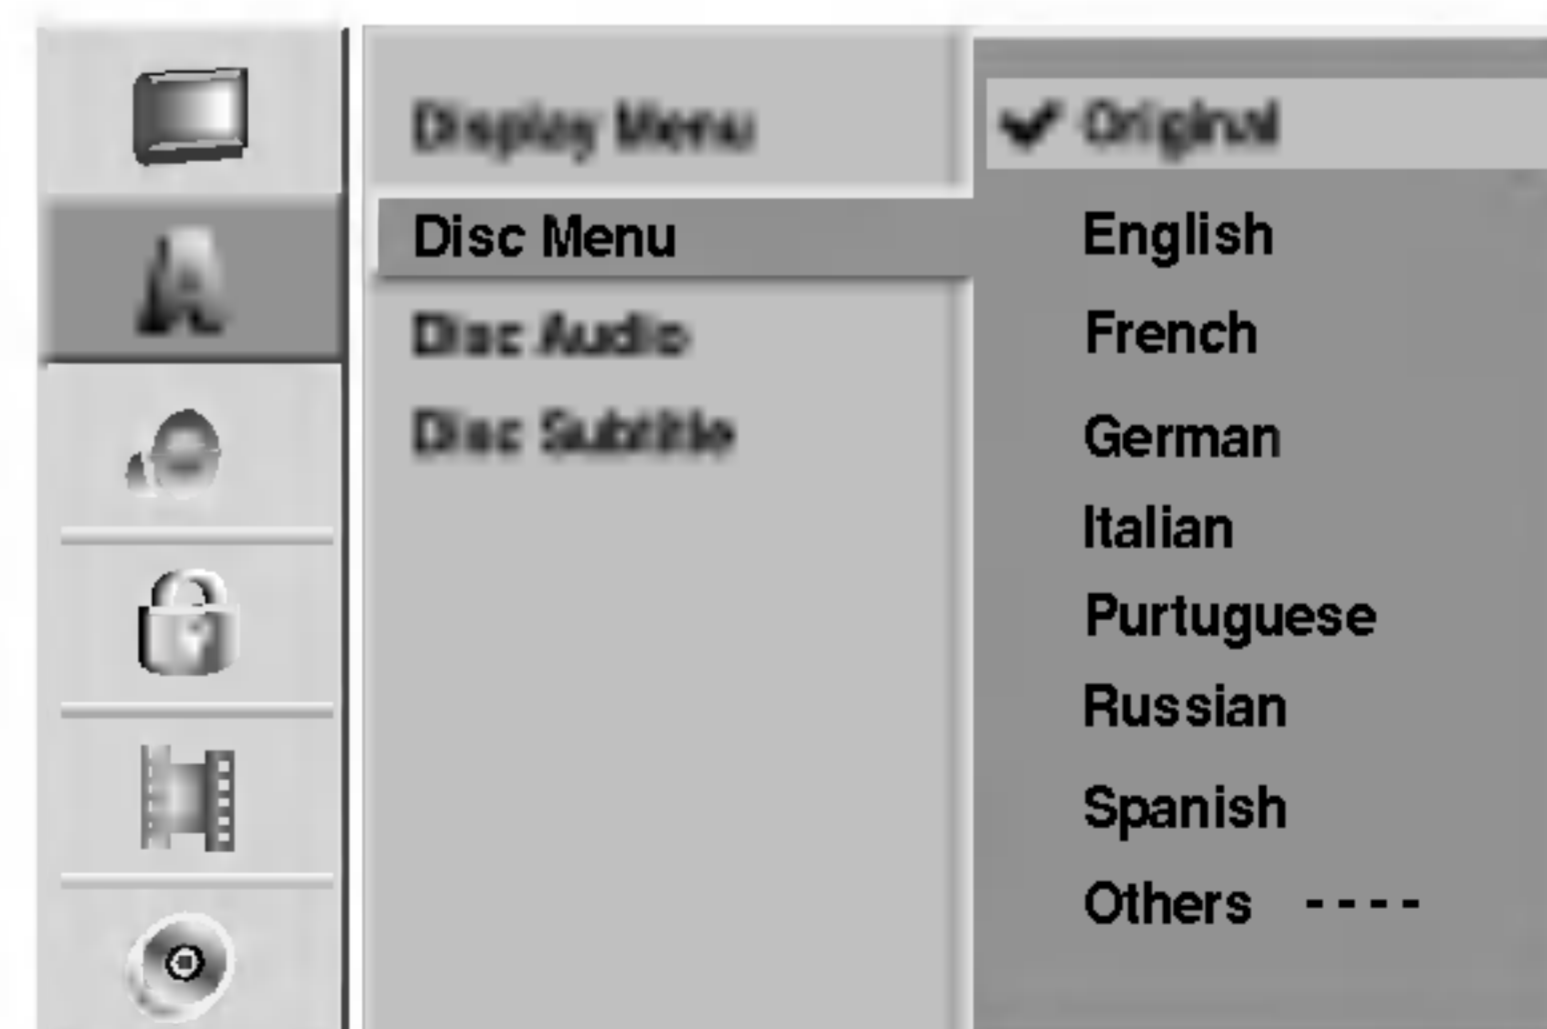 Display Menu
Disc Menu
Disc Audio
Disc Subtitle
Original
English
French
German
Italian
Purtuguese
Russian
Spanish
Others ----